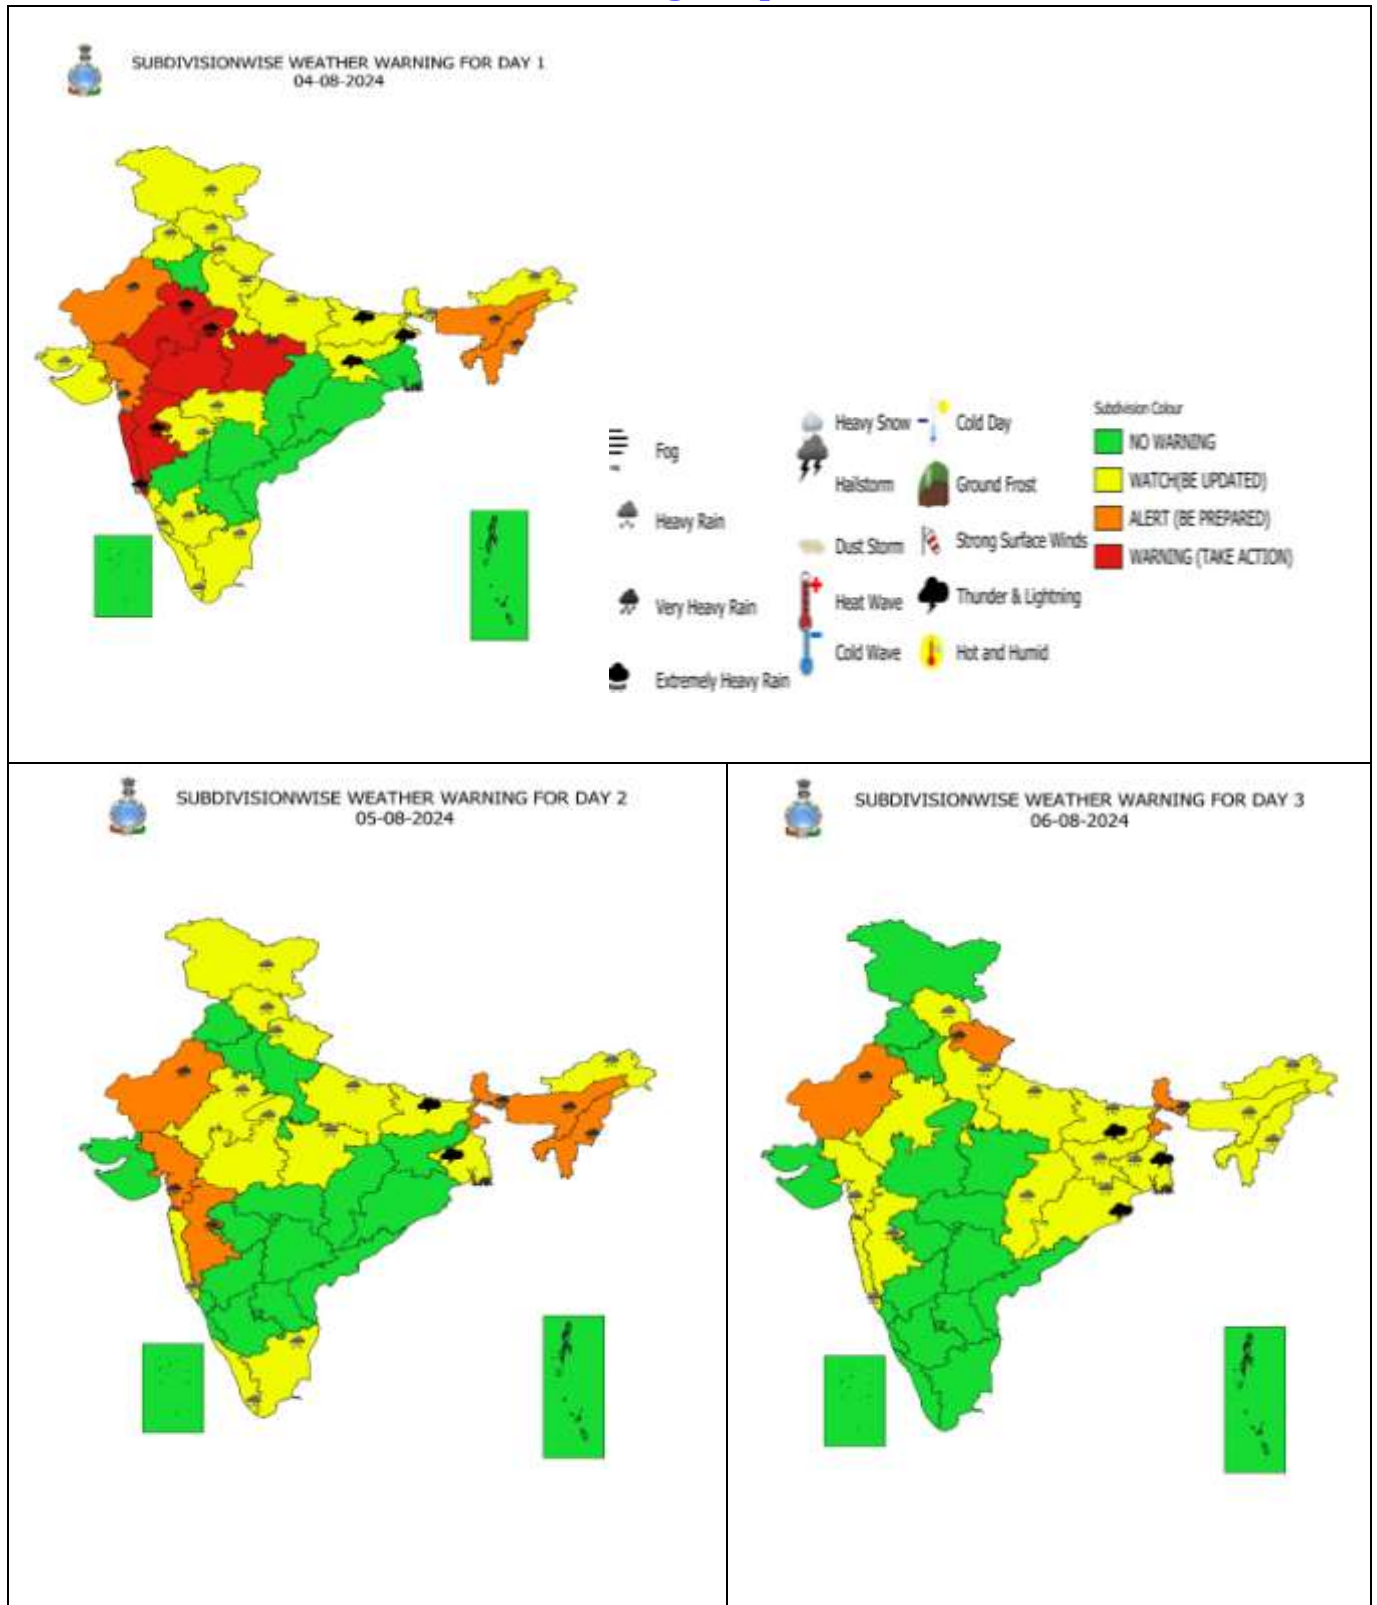 SUBDIVISIONWISE WEATHER WARNING FOR DAY 1
04-08-2024
Fog
Heavy Rain
Very Heavy Rain
Extremely Heavy Rain
Heavy Snow
Hailstorm
Dust Storm
Heat Wave
Cold Wave
Cold Day
Ground Frost
Strong Surface Winds
Thunder & Lightning
Hot and Humid
Subdivision Colour
NO WARNING
WATCH(BE UPDATED)
ALERT (BE PREPARED)
WARNING (TAKE ACTION)
SUBDIVISIONWISE WEATHER WARNING FOR DAY 2
05-08-2024
SUBDIVISIONWISE WEATHER WARNING FOR DAY 3
06-08-2024